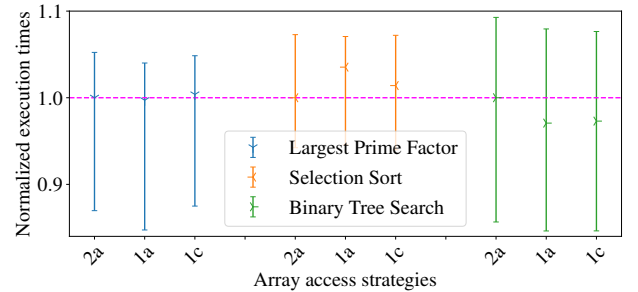 Normalized execution times
1.1
1.0
0.9
Largest Prime Factor
Selection Sort
Binary Tree Search
2a 1a 1c 2a 1a 1c 2a 1a 1c
Array access strategies